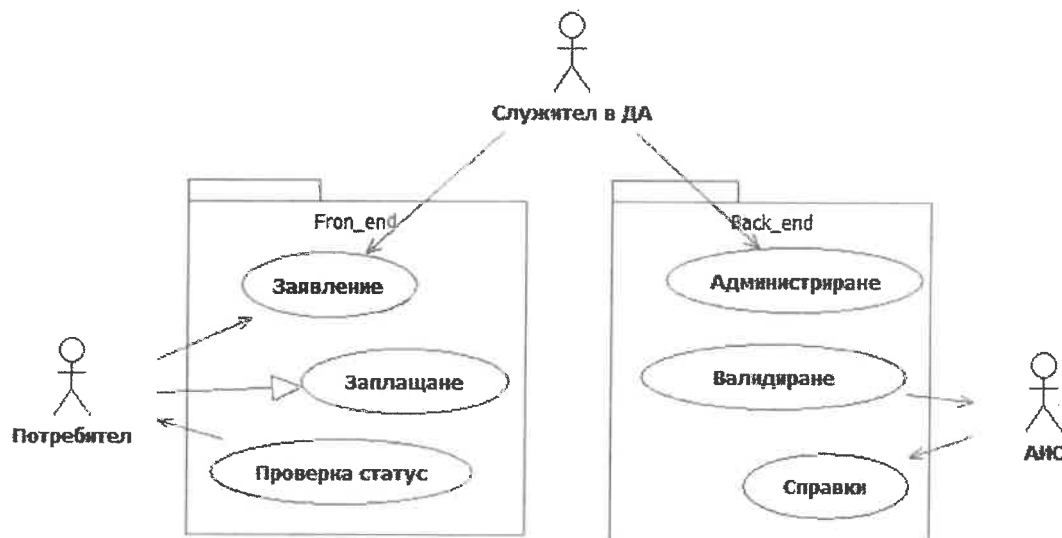 Служител в ДА
Fron_end
Back_end
Заявление
Администриране
Заплащане
Валидиране
Потребител
АИС
Проверка статус
Справки